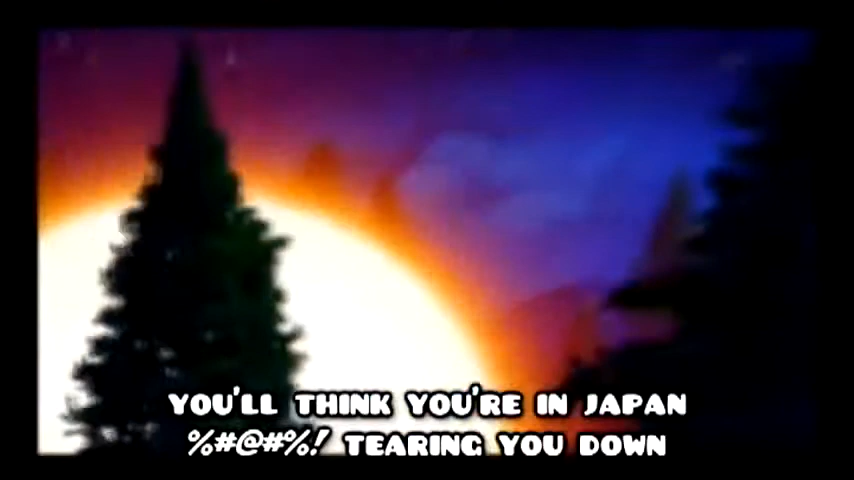 YOU'LL THINK YOU'RE IN JAPAN
%#@#%! TEARING YOU DOWN